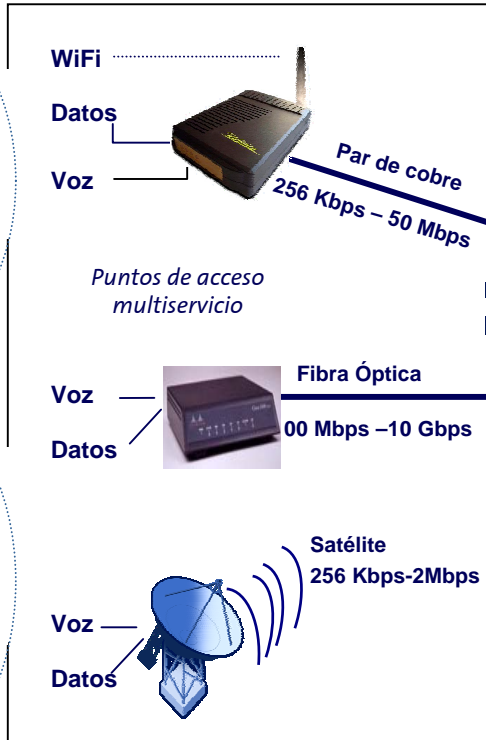 WiFi
Datos
Voz
Par de cobre
256 Kbps – 50 Mbps
Puntos de acceso
multiservicio
Fibra Óptica
Voz
Datos
00 Mbps –10 Gbps
Satélite
256 Kbps-2Mbps
Voz
Datos